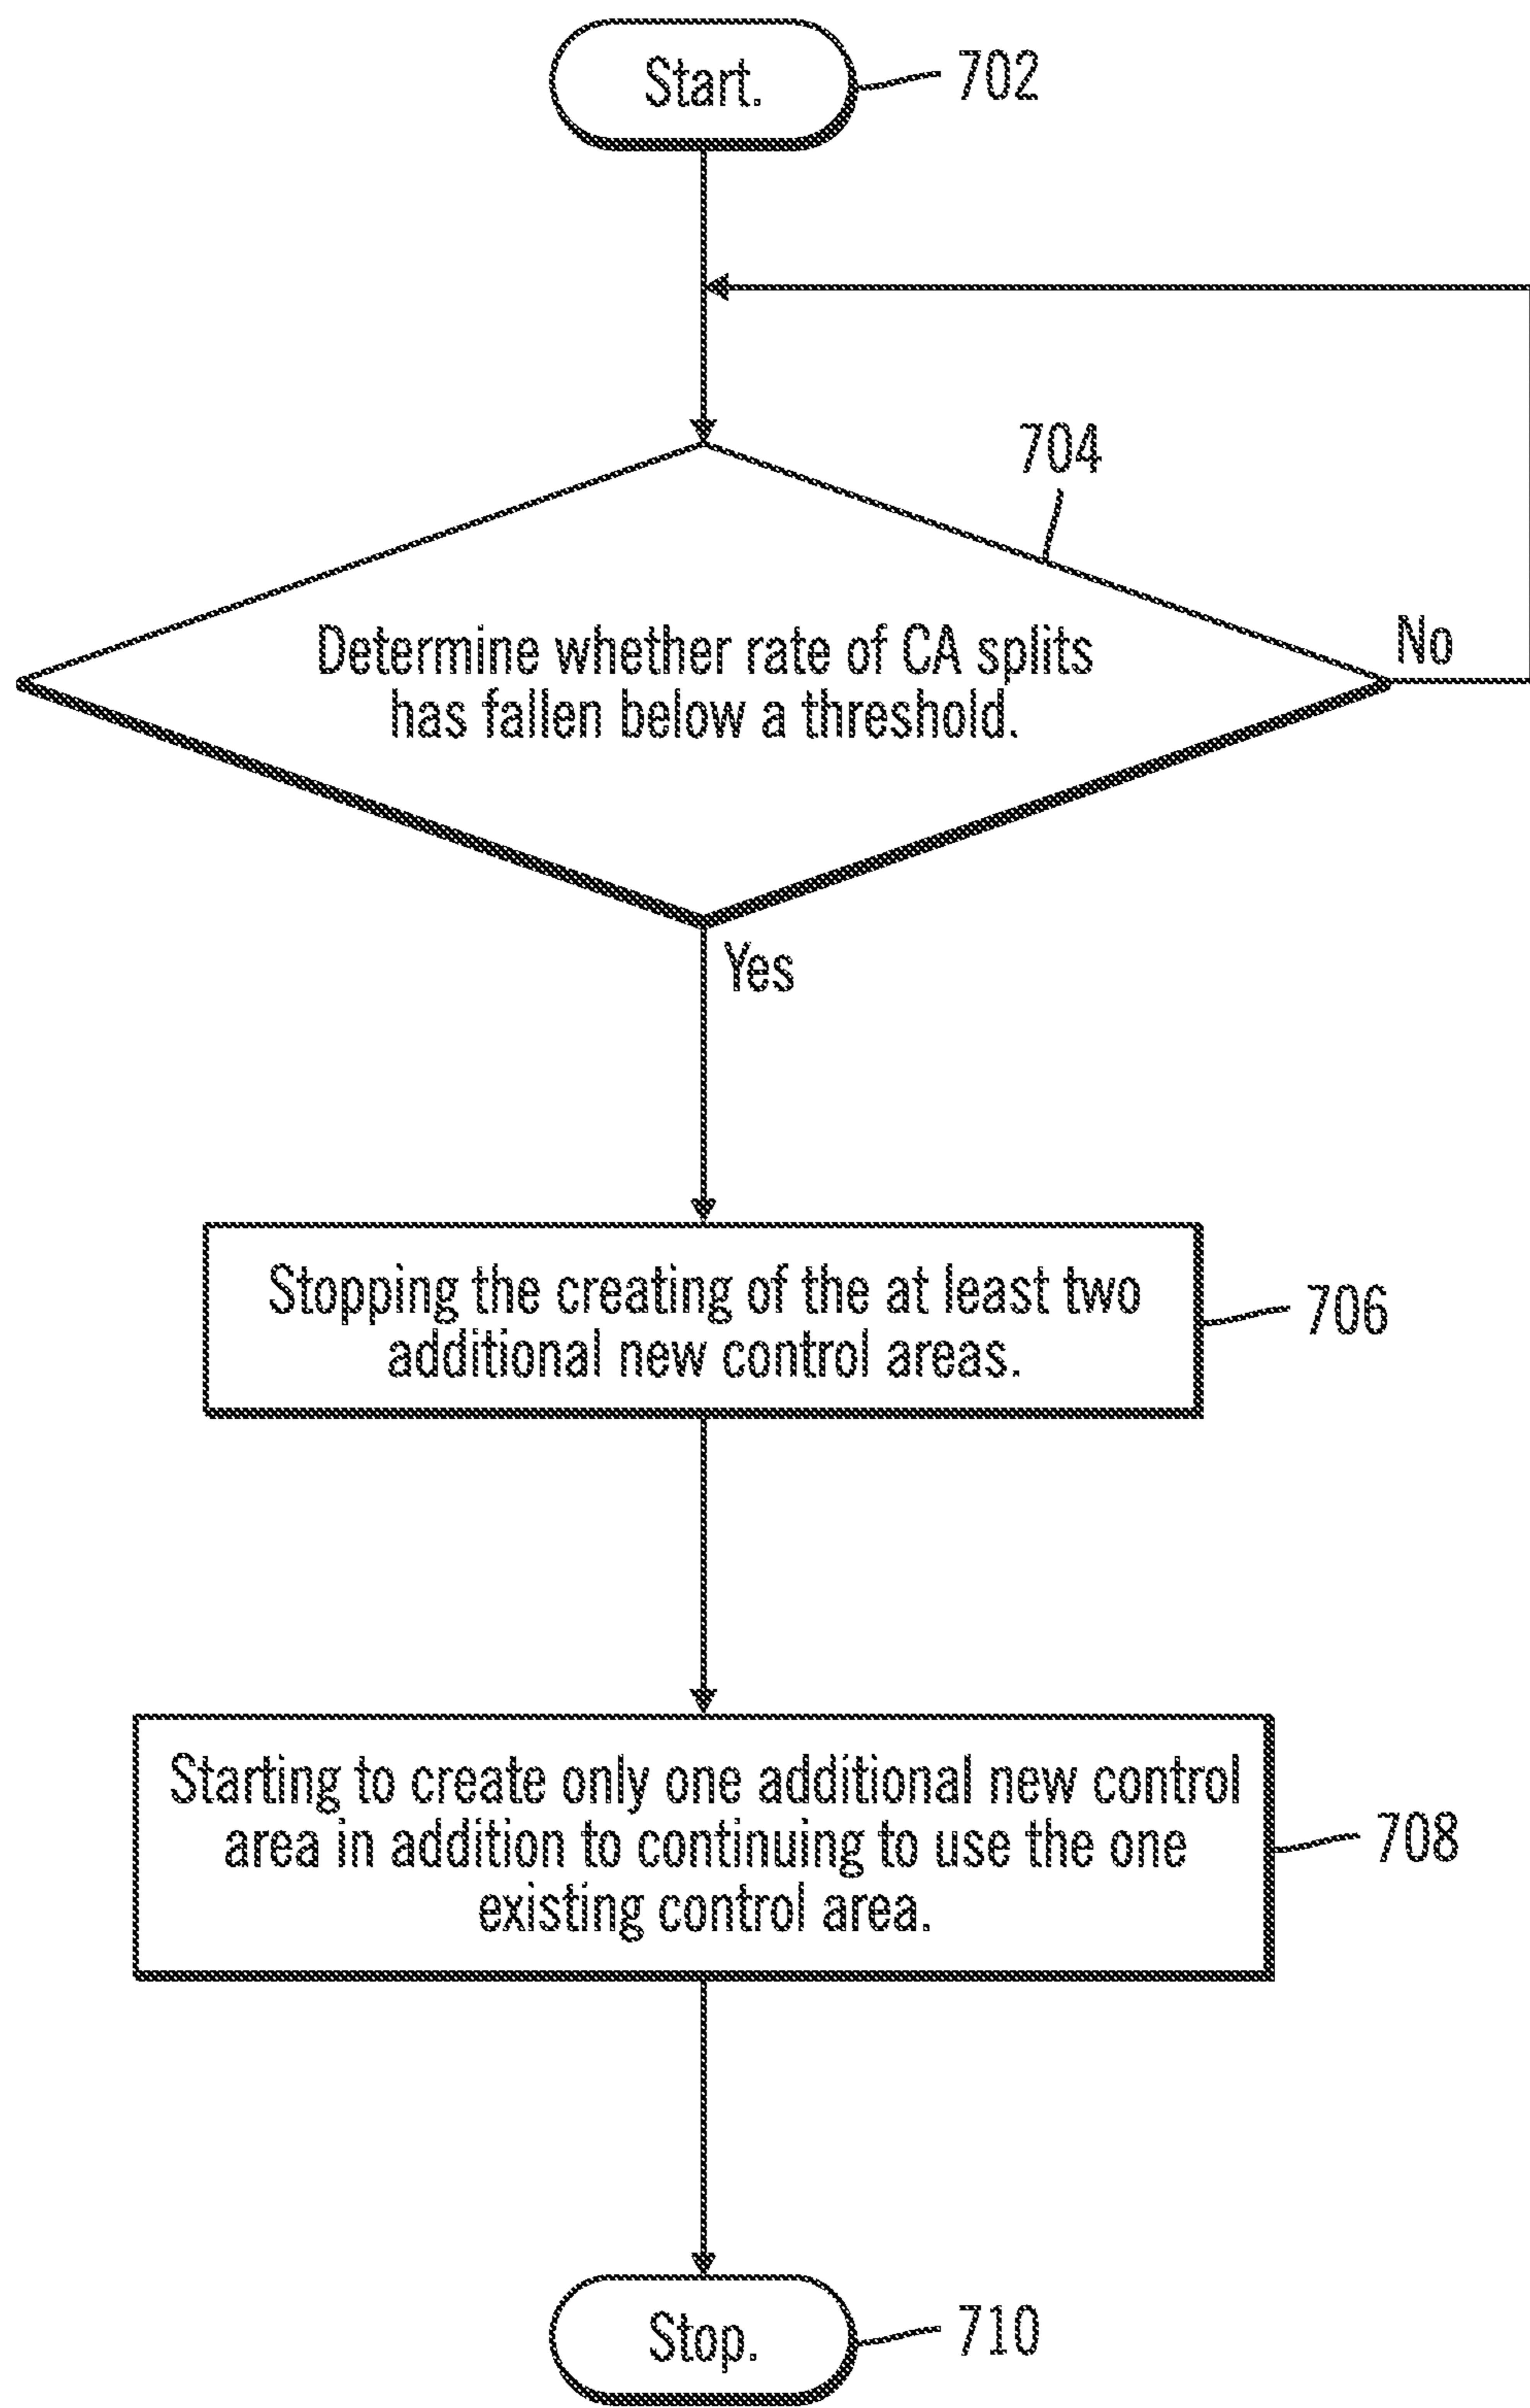 Start.
702
704
Determine whether rate of CA splits
has fallen below a threshold.
No
Yes
Stopping the creating of the at least two
additional new control areas.
706
Starting to create only one additional new control
area in addition to continuing to use the one
existing control area.
708
Stop.
710